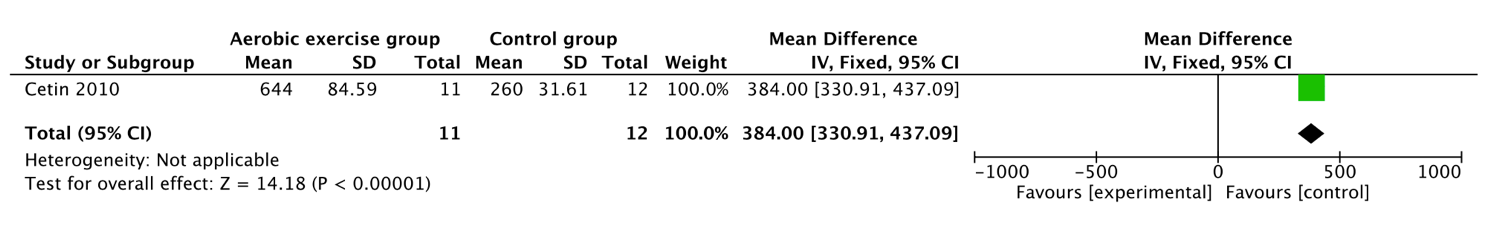 Aerobic exercise group Control group Mean Difference Mean Difference
Study or Subgroup Mean SD Total Mean SD Total Weight IV, Fixed, 95% CI IV, Fixed, 95% CI
Cetin 2010 644 84.59 11 260 31.61 12 100.0% 384.00 [330.91, 437.09]
Total (95% CI) 11 12 100.0% 384.00 [330.91, 437.09]
Heterogeneity: Not applicable
Test for overall effect: Z = 14.18 (P < 0.00001)
-1000 -500 0 500 1000
Favours [experimental] Favours [control]